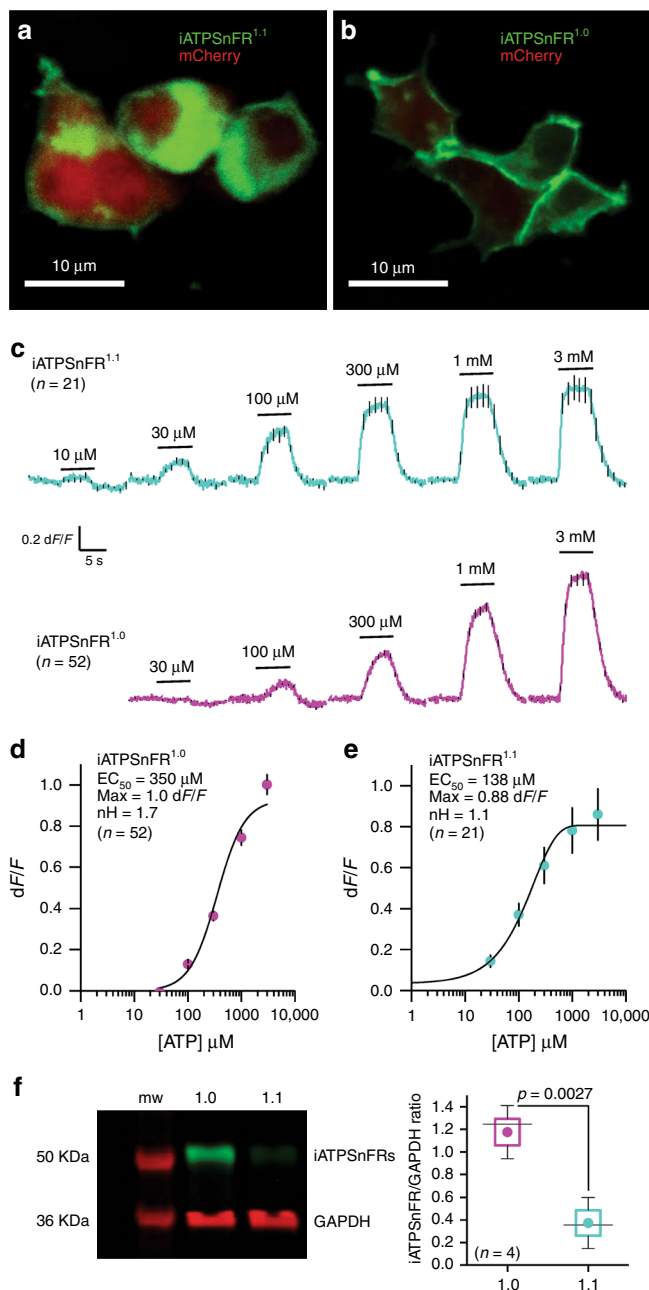 a
iATPSnFR1.1
mCherry
10 μm
b
iATPSnFR1.0
mCherry
10 μm
c
iATPSnFR1.1
(n = 21)
10 μM
30 μM
100 μM
300 μM
1 mM
3 mM
0.2 dF/F
5 s
iATPSnFR1.0
(n = 52)
30 μM
100 μM
300 μM
1 mM
3 mM
d
iATPSnFR1.0
EC50 = 350 μM
Max = 1.0 dF/F
nH = 1.7
(n = 52)
dF/F
1.0
0.8
0.6
0.4
0.2
0.0
1 10 100 1000 10,000
[ATP] μM
e
iATPSnFR1.1
EC50 = 138 μM
Max = 0.88 dF/F
nH = 1.1
(n = 21)
dF/F
1.0
0.8
0.6
0.4
0.2
0.0
1 10 100 1000 10,000
[ATP] μM
f
mw 1.0 1.1
50 KDa
iATPSnFRs
36 KDa
GAPDH
p = 0.0027
iATPSnFR/GAPDH ratio
1.4
1.2
1.0
0.8
0.6
0.4
0.2
0.0
(n = 4)
1.0 1.1